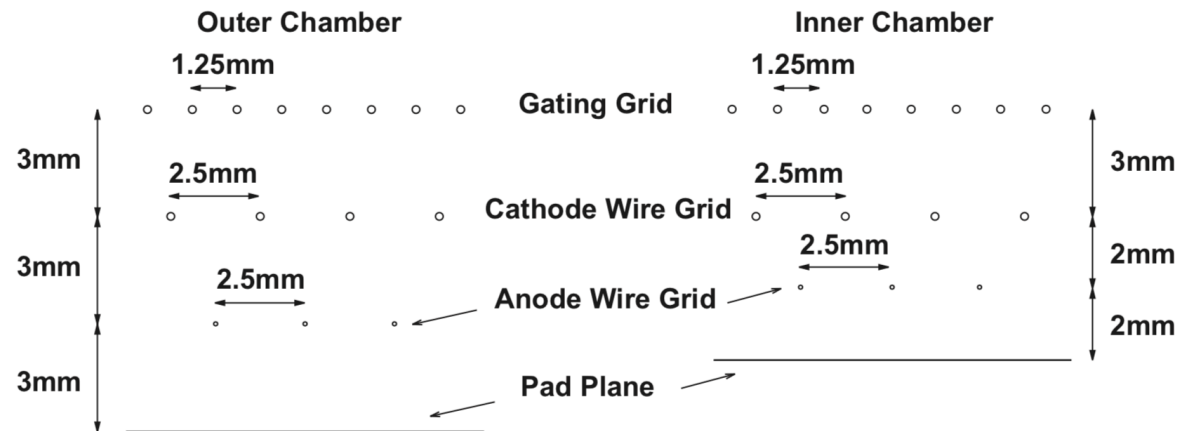 Outer Chamber
Inner Chamber
1.25mm
1.25mm
Gating Grid
3mm
3mm
2.5mm
2.5mm
Cathode Wire Grid
3mm
2.5mm
2.5mm
2mm
Anode Wire Grid
2mm
3mm
Pad Plane